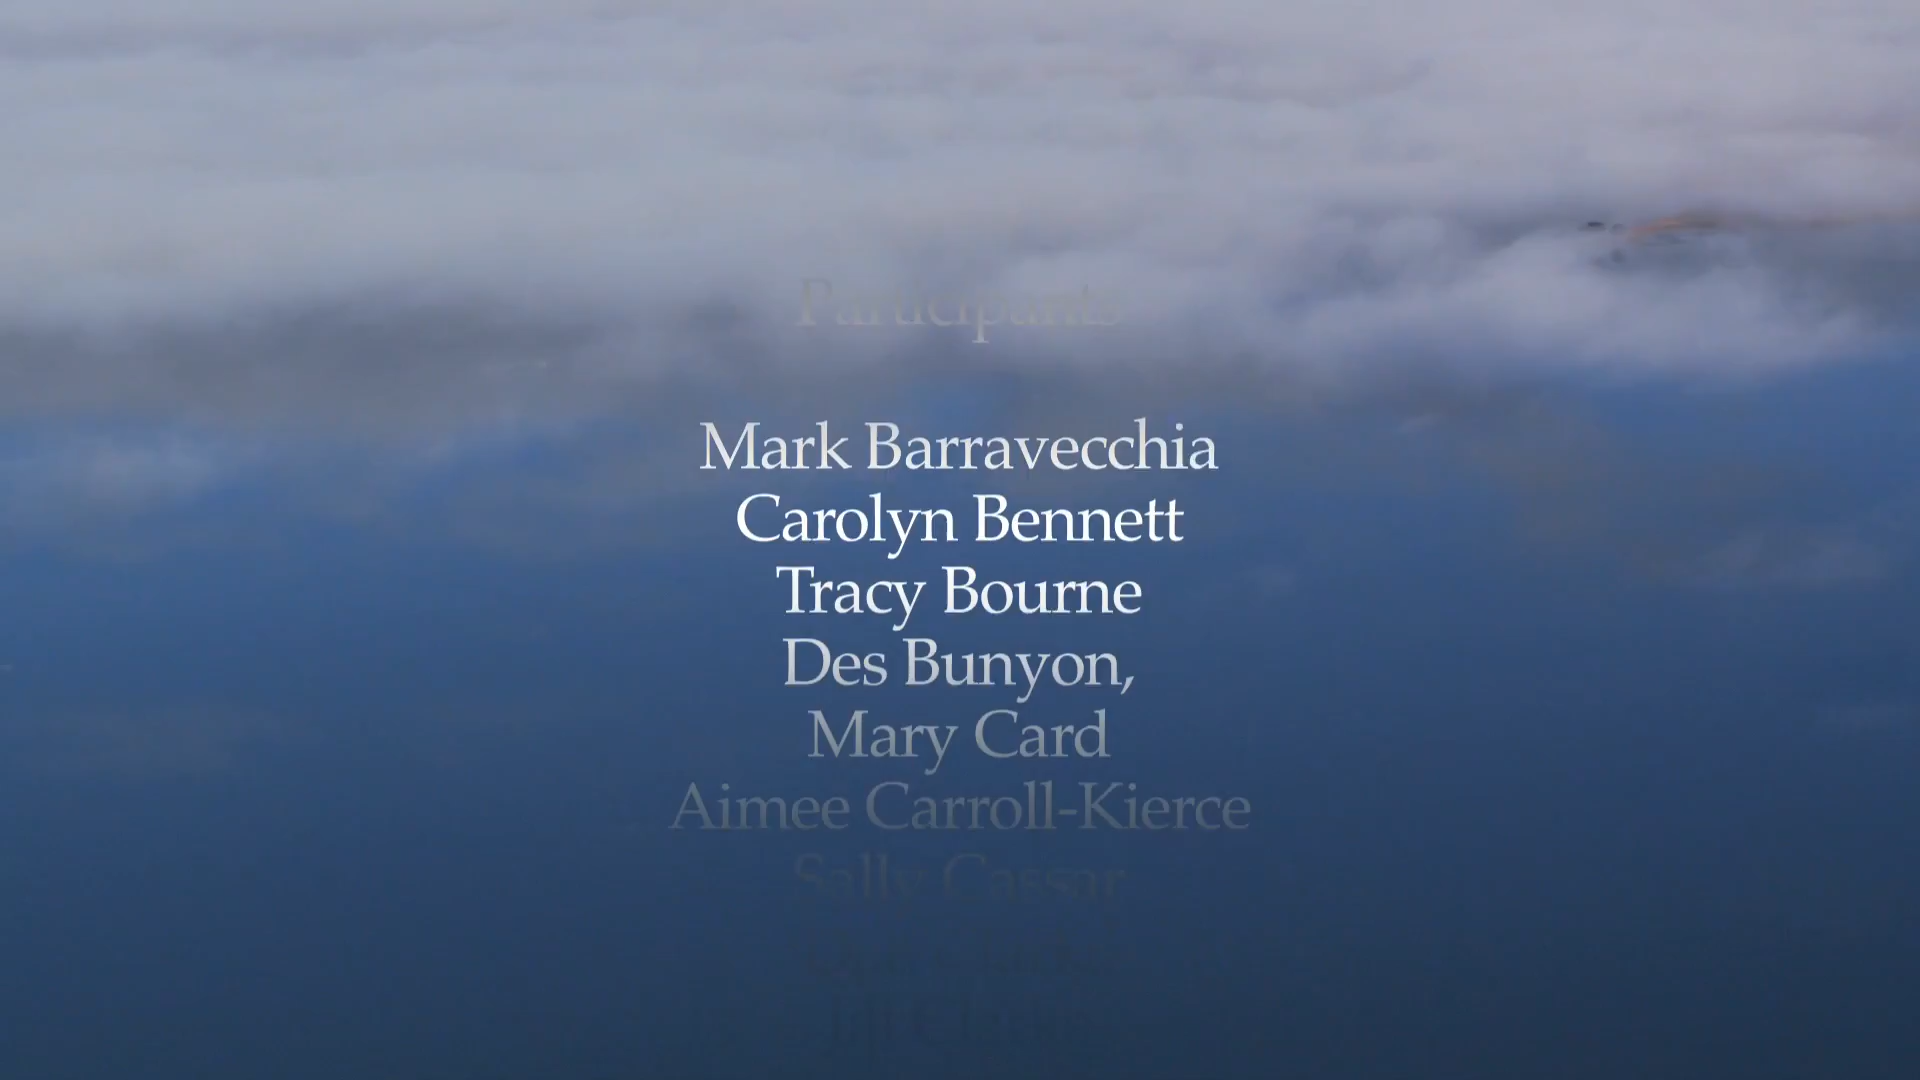 Participants
Mark Barravecchia
Carolyn Bennett
Tracy Bourne
Des Bunyon,
Mary Card
Aimee Carroll-Kierce
Sally Cassar